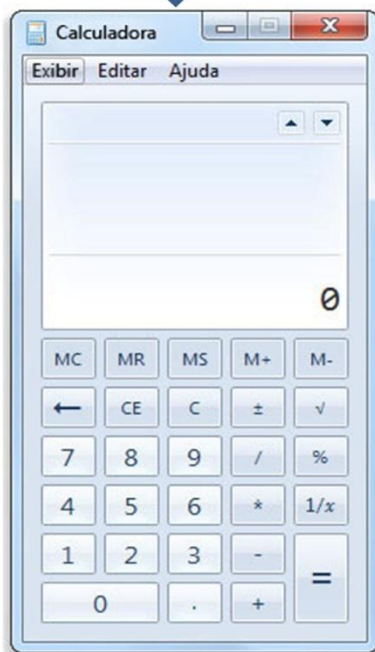 Calculadora
Exibir Editar Ajuda
0
MC MR MS M+ M-
← CE C ± √
7 8 9 / %
4 5 6 * 1/x
1 2 3 - =
0 . +